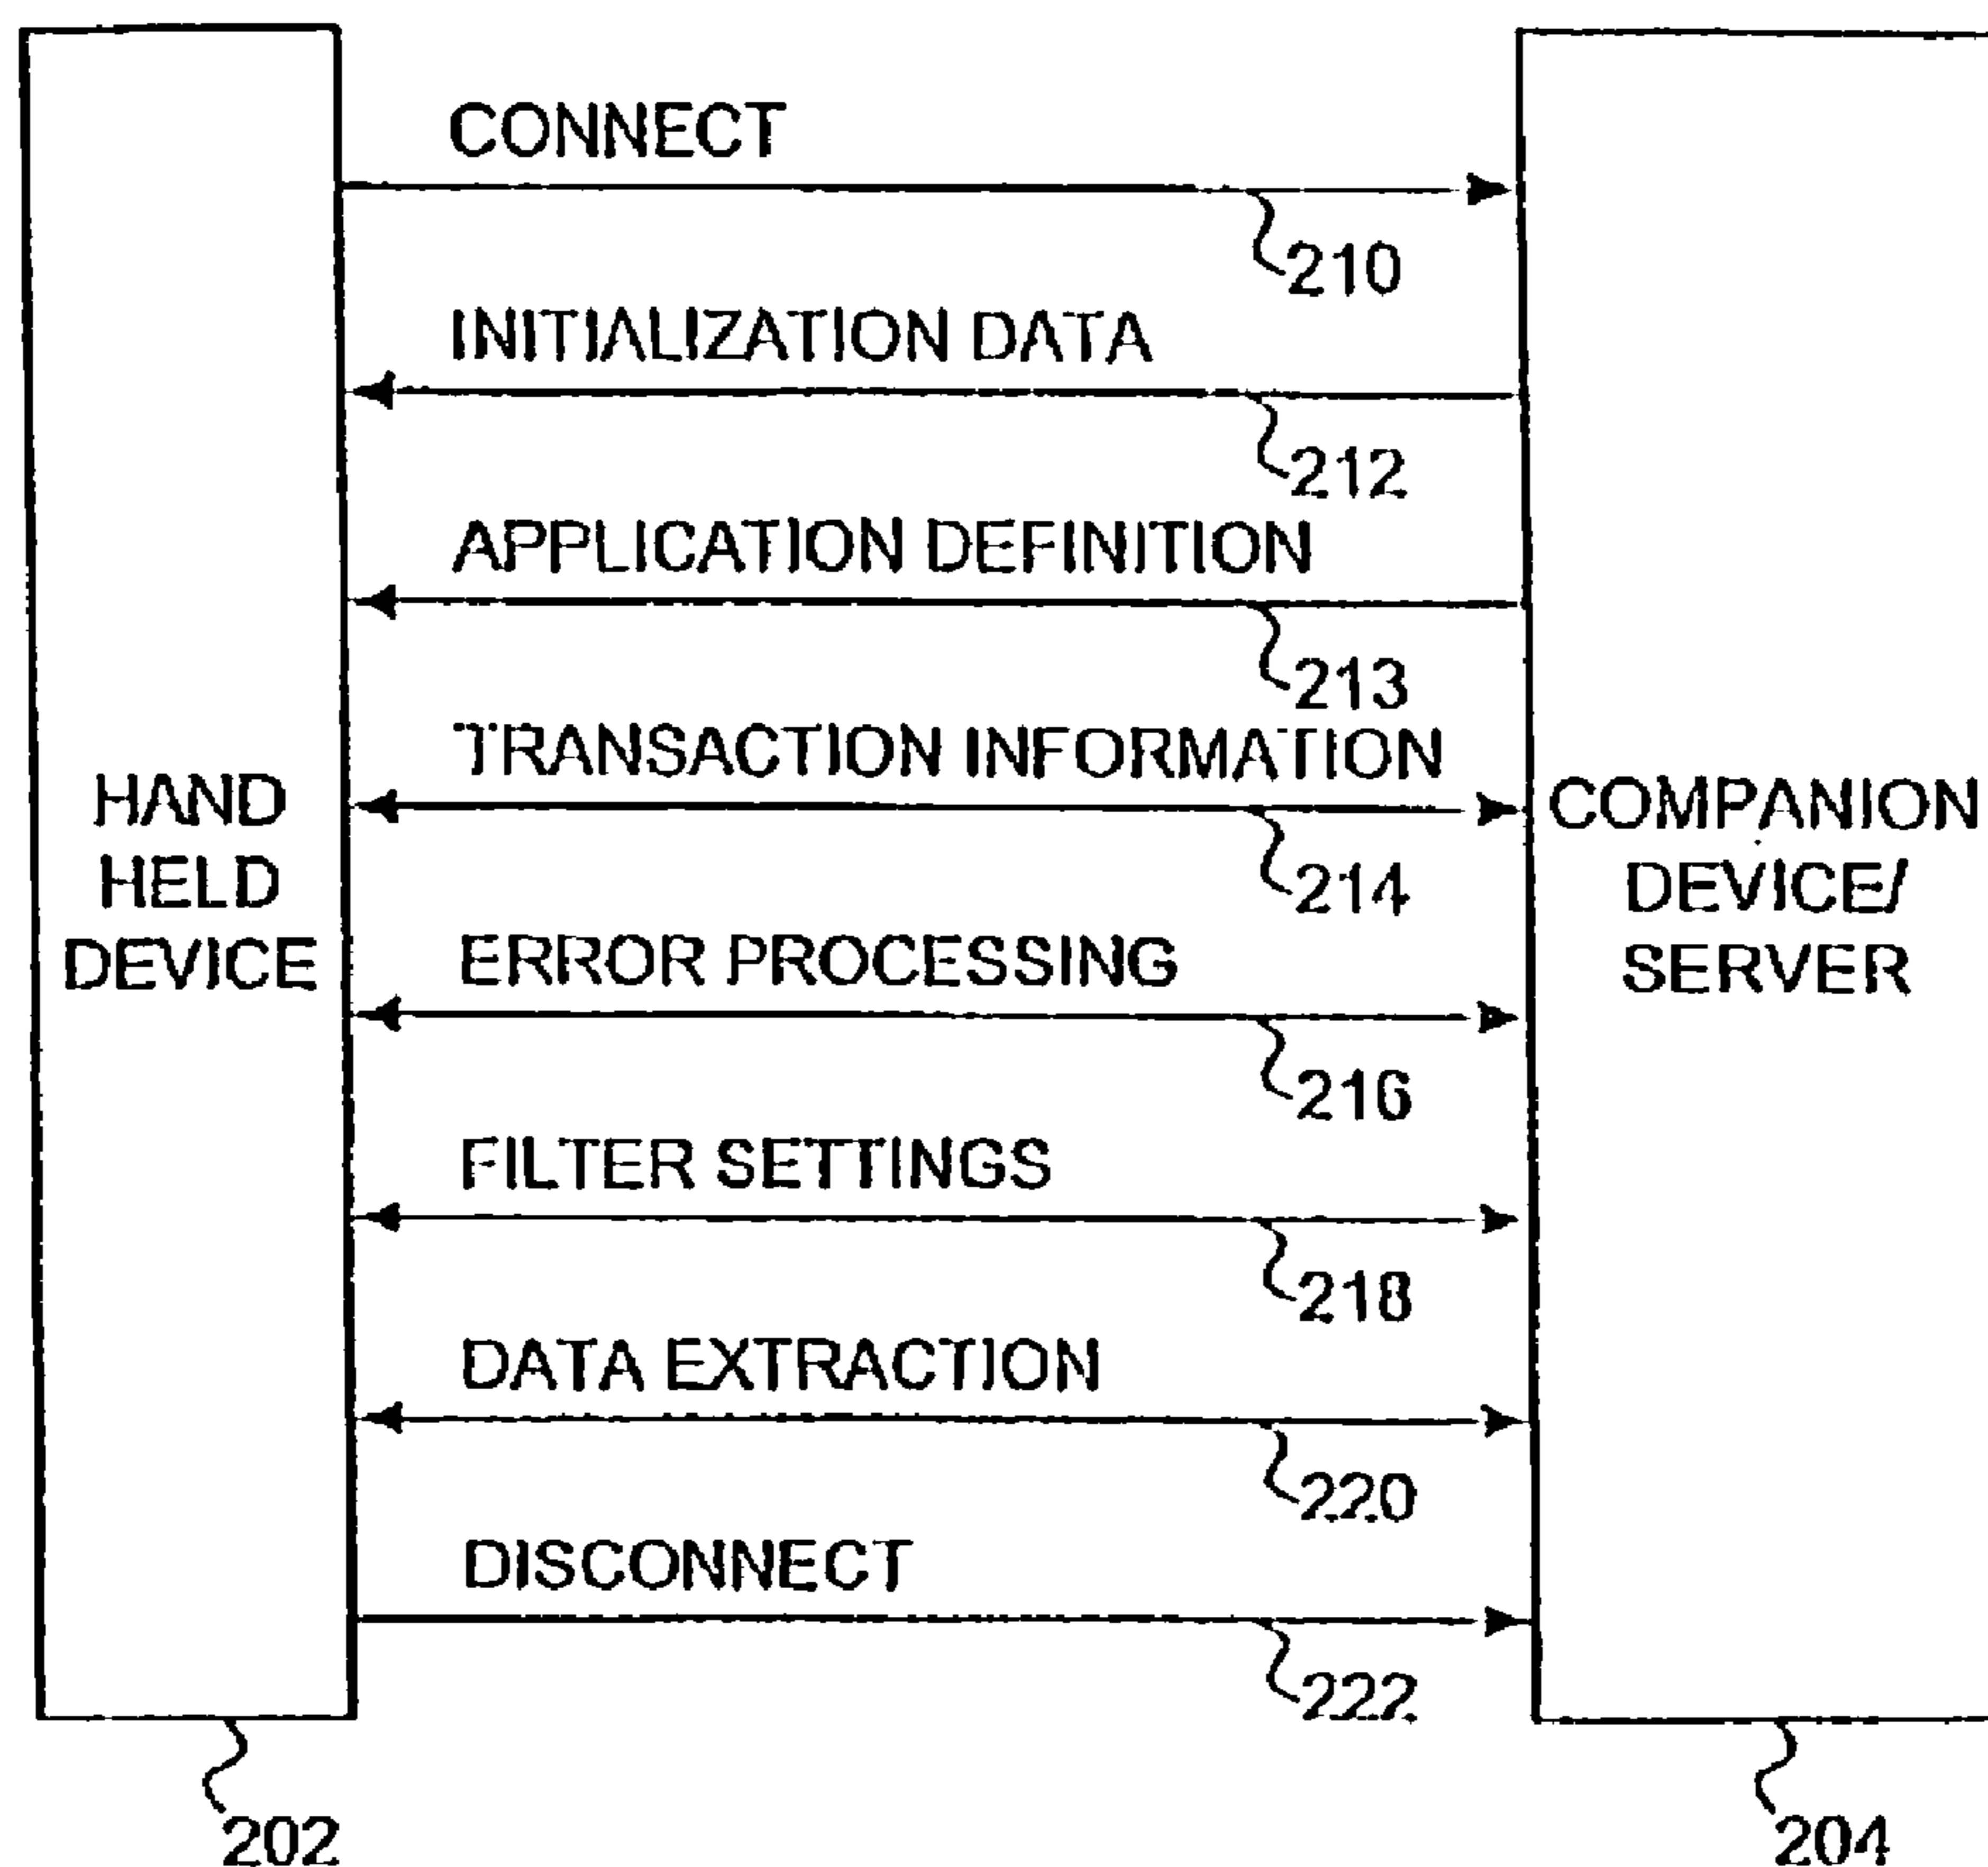 CONNECT
210
INITIALIZATION DATA
212
APPLICATION DEFINITION
213
TRANSACTION INFORMATION
214
HAND
HELD
DEVICE
COMPANION
DEVICE/
SERVER
ERROR PROCESSING
216
FILTER SETTINGS
218
DATA EXTRACTION
220
DISCONNECT
222
202
204